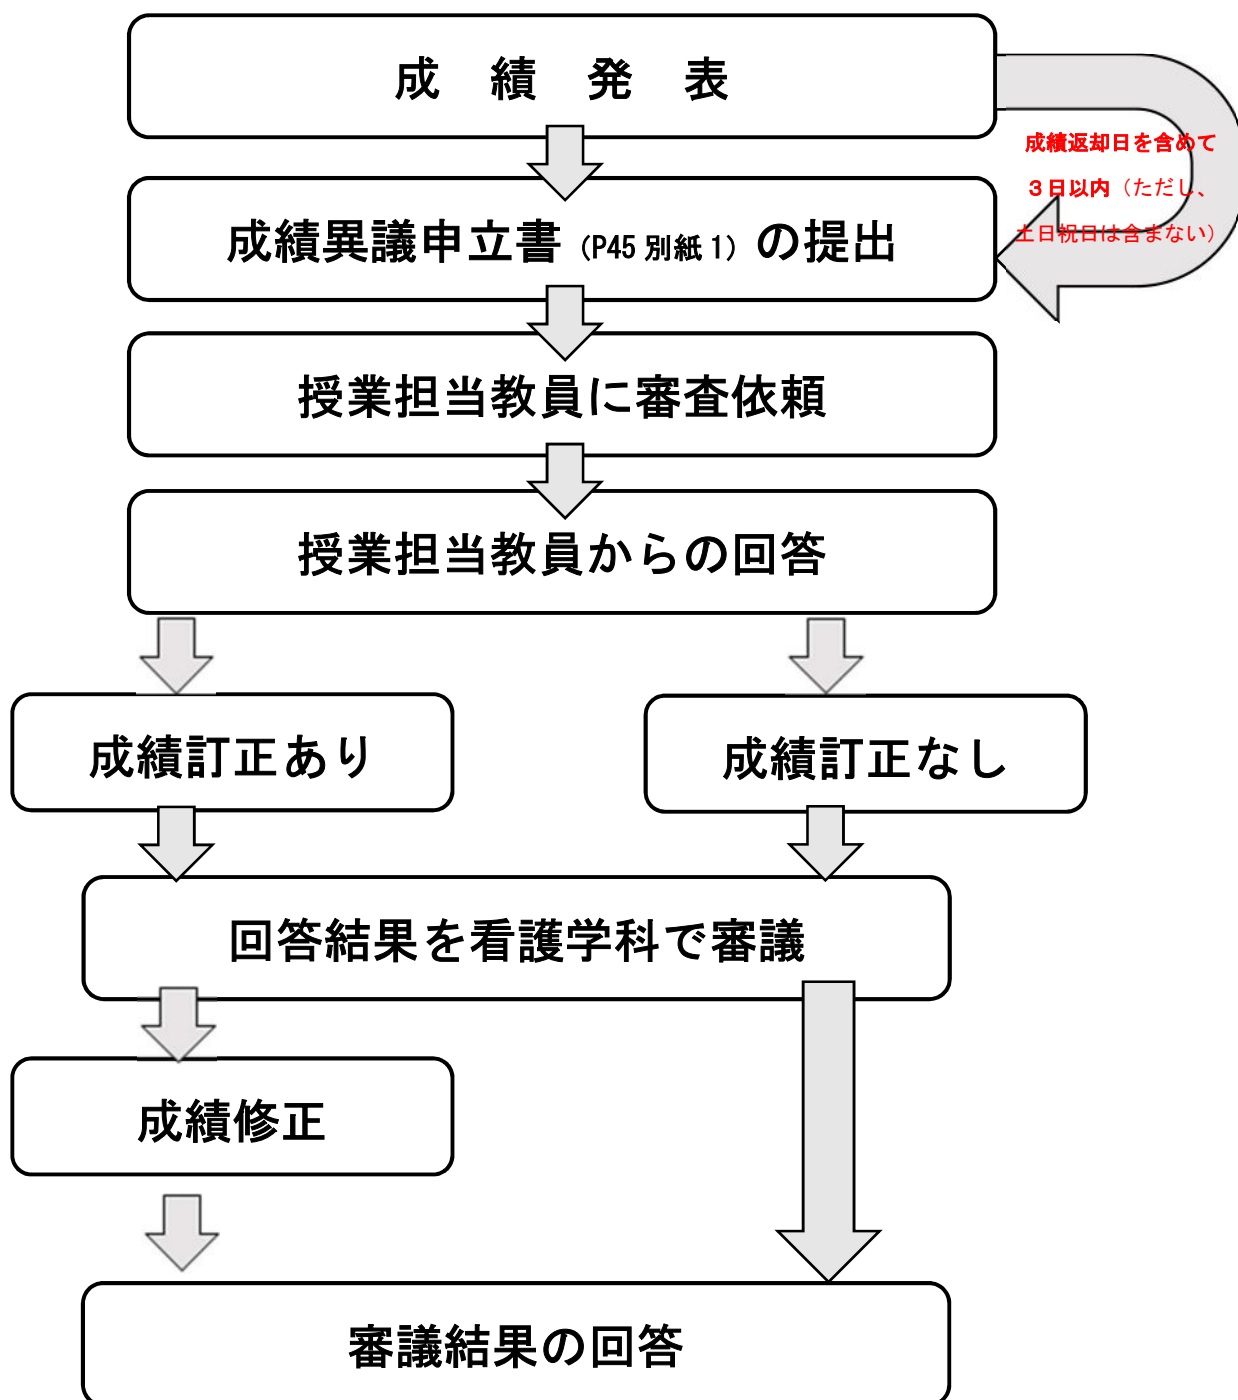 成　績　発　表
成績返却日を含めて
３日以内（ただし、
土日祝日は含まない）
成績異議申立書（P45 別紙 1）の提出
授業担当教員に審査依頼
授業担当教員からの回答
成績訂正あり
成績訂正なし
回答結果を看護学科で審議
成績修正
審議結果の回答